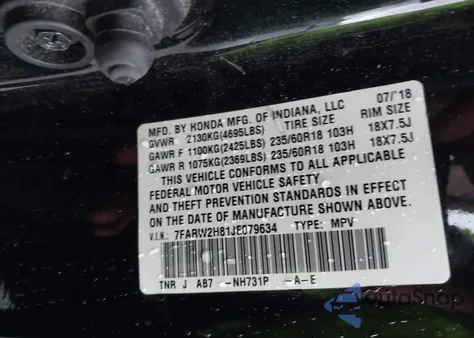 MFD. BY HONDA MFG. OF INDIANA, LLC 07/'18
GVWR 2130KG(4695LBS) TIRE SIZE RIM SIZE
GAWR F 1100KG(2425LBS) 235/60R18 103H 18X7.5J
GAWR R 1075KG(2369LBS) 235/60R18 103H 18X7.5J
THIS VEHICLE CONFORMS TO ALL APPLICABLE
FEDERAL MOTOR VEHICLE SAFETY
AND THEFT PREVENTION STANDARDS IN EFFECT
ON THE DATE OF MANUFACTURE SHOWN ABOVE.
V.I.N.: 7FARW2H81JE079634 TYPE: MPV
TNR J AB7 -NH731P -A-E
AutoSnap